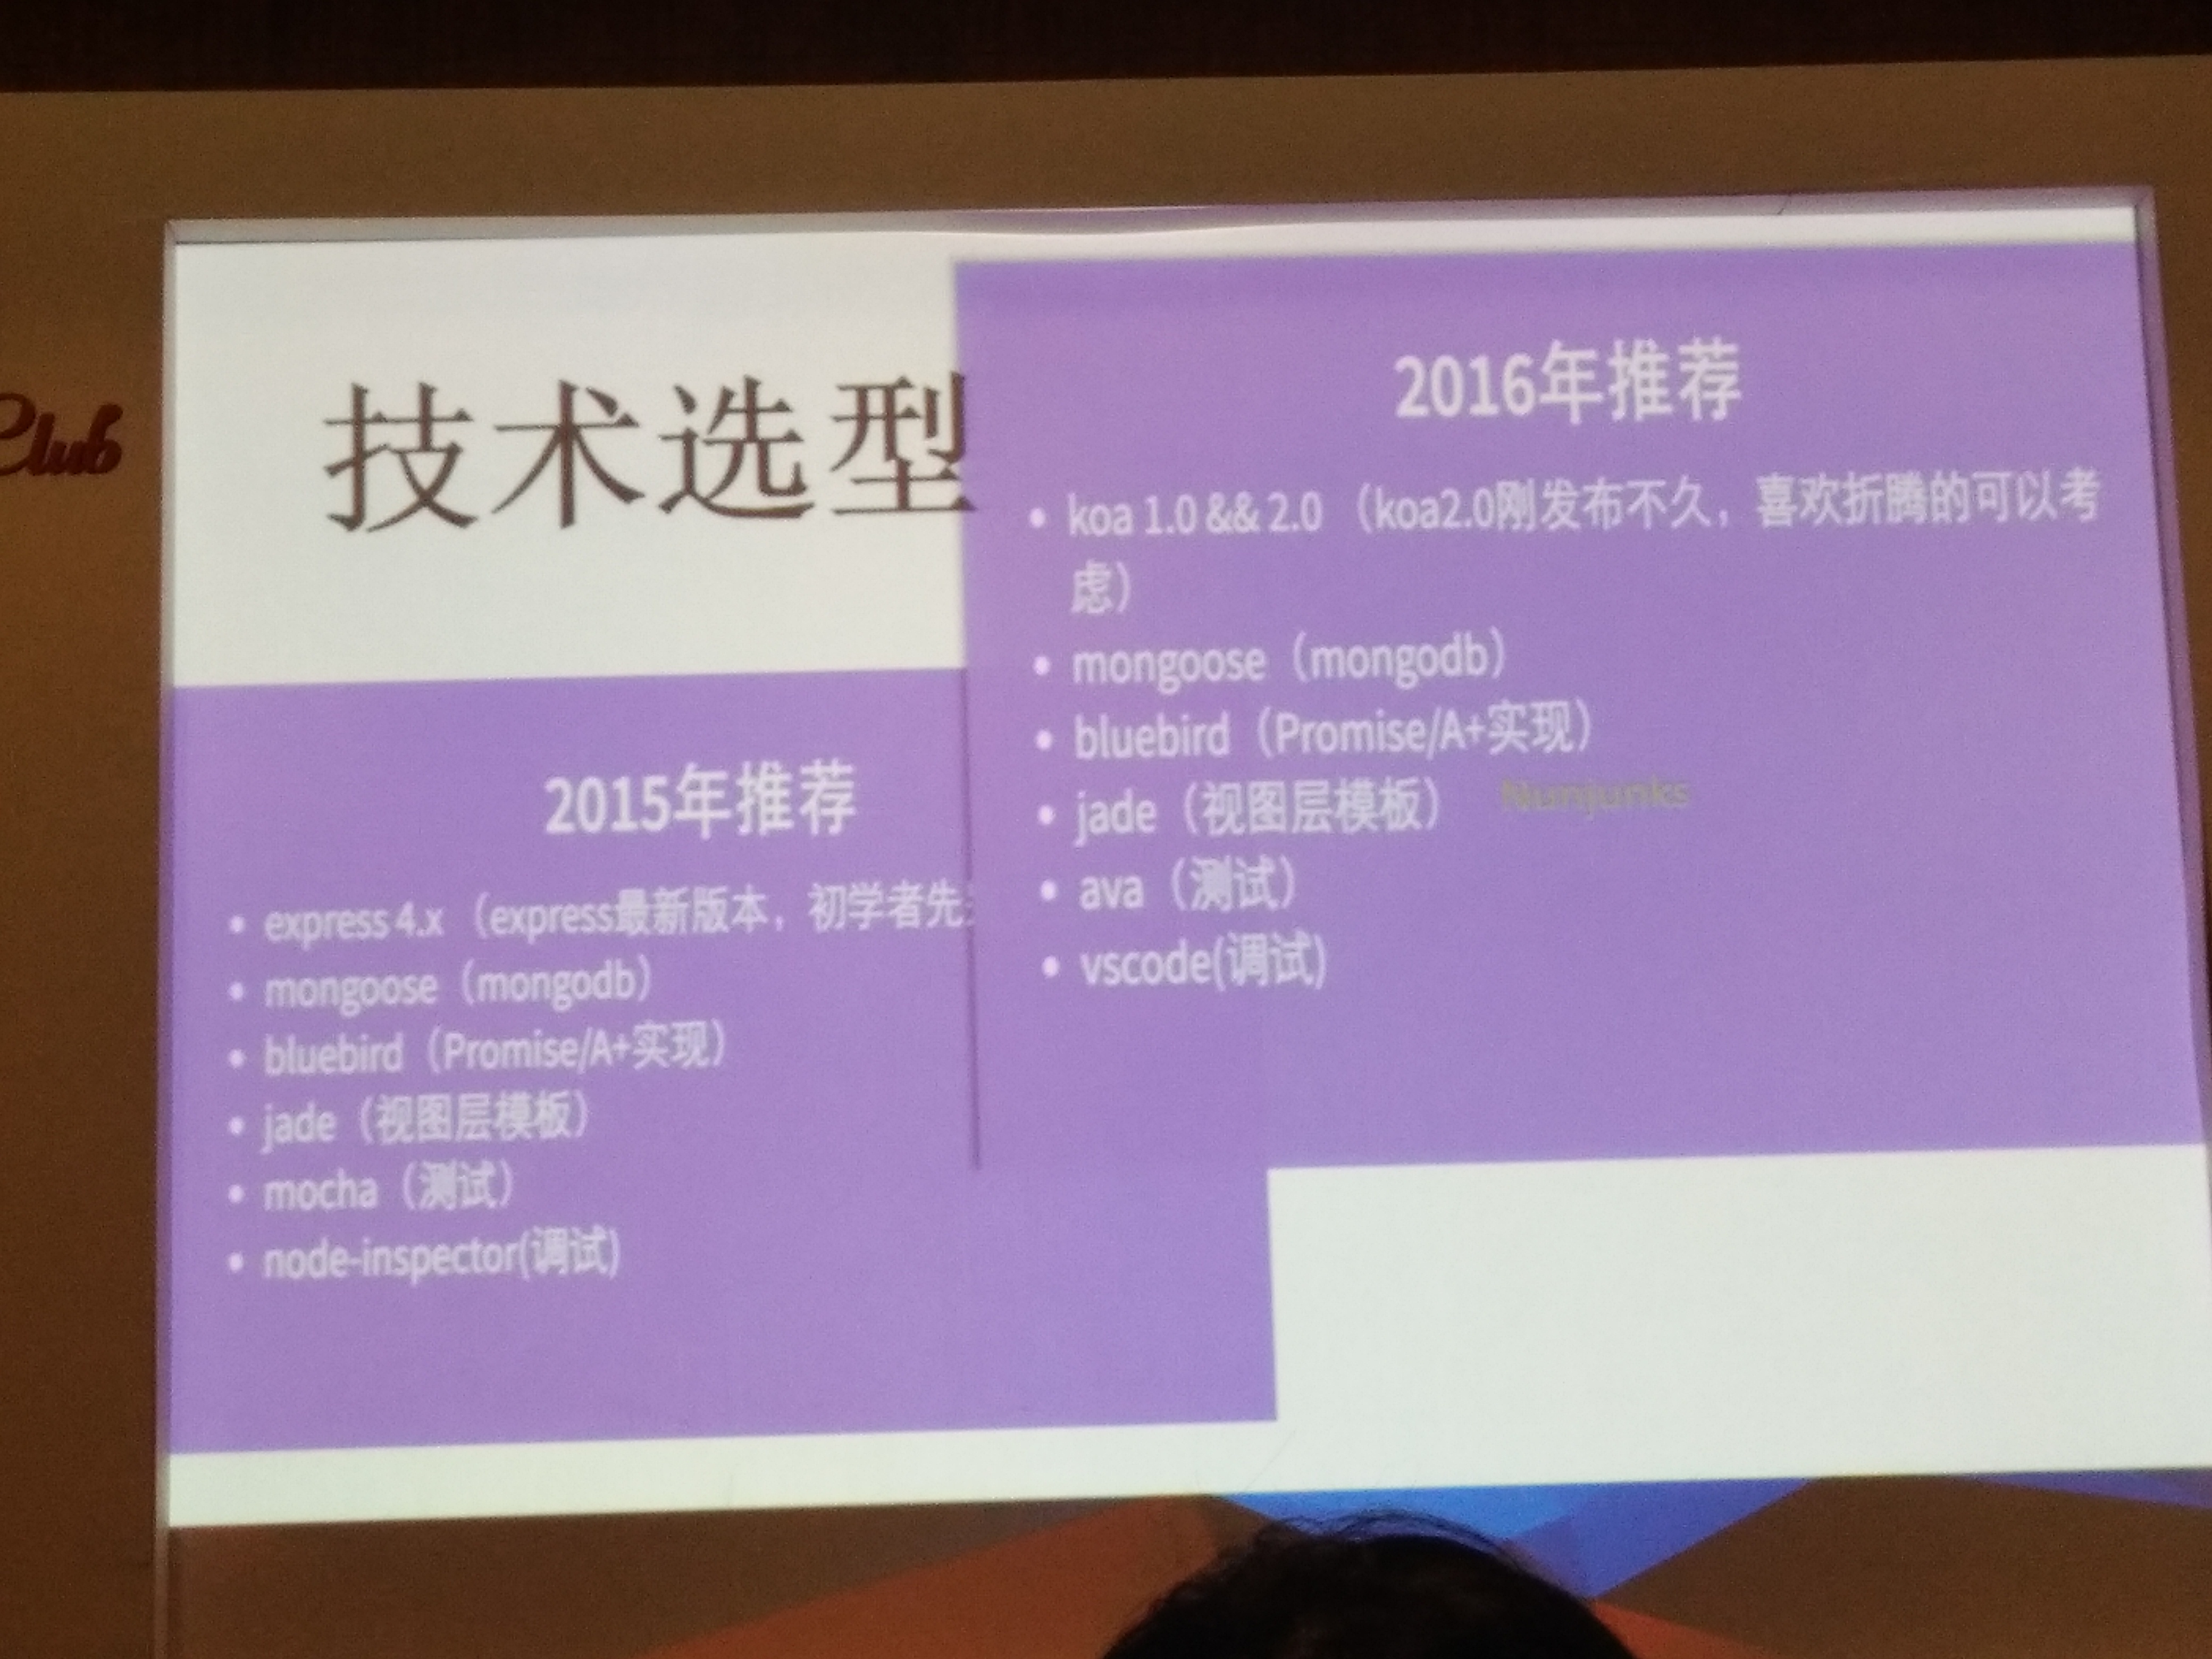 Club
技术选型
2015年推荐
• express 4.x（express最新版本，初学者先
• mongoose（mongodb）
• bluebird（Promise/A+实现）
• jade（视图层模板）
• mocha（测试）
• node-inspector(调试)
2016年推荐
• koa 1.0 && 2.0 （koa2.0刚发布不久，喜欢折腾的可以考
虑）
• mongoose（mongodb）
• bluebird（Promise/A+实现）
• jade（视图层模板） Nunjunks
• ava（测试）
• vscode(调试)